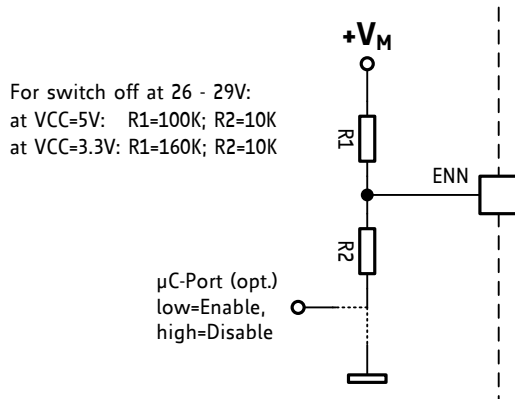 +VM
For switch off at 26 - 29V:
at VCC=5V: R1=100K; R2=10K
at VCC=3.3V: R1=160K; R2=10K
R1
ENN
R2
µC-Port (opt.)
low=Enable,
high=Disable